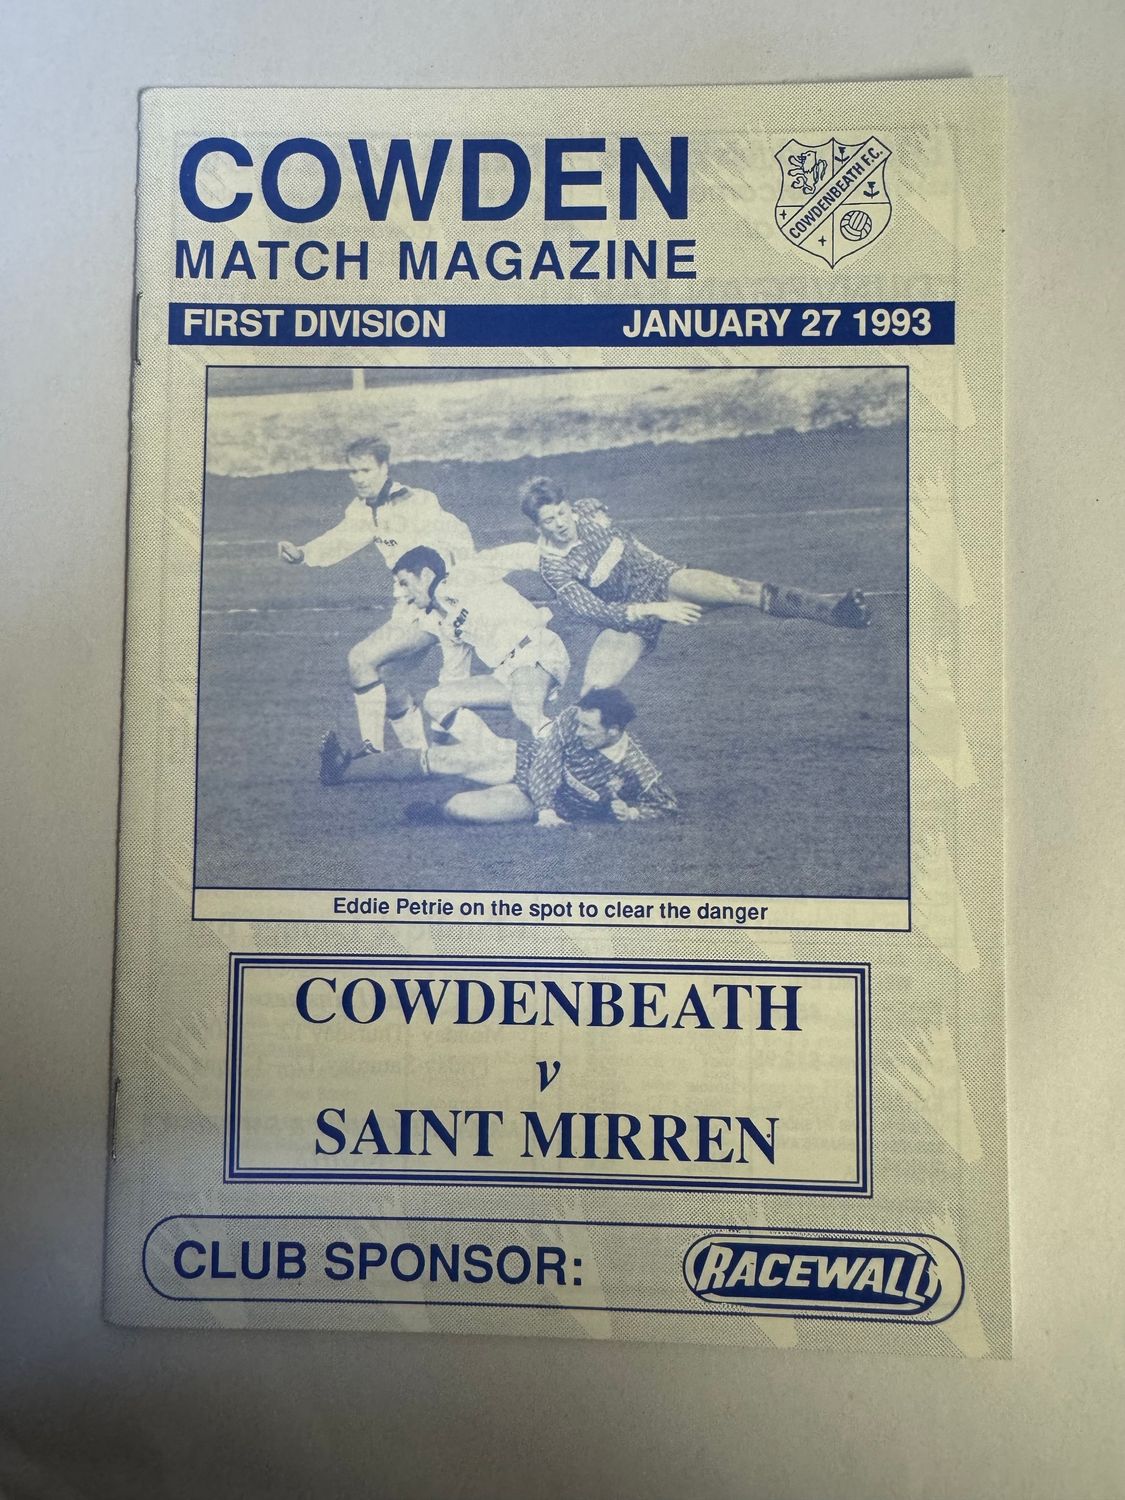 COWDEN
MATCH MAGAZINE
COWDENBEATH F.C.
FIRST DIVISION JANUARY 27 1993
Eddie Petrie on the spot to clear the danger
COWDENBEATH
v
SAINT MIRREN
CLUB SPONSOR: RACEWALL